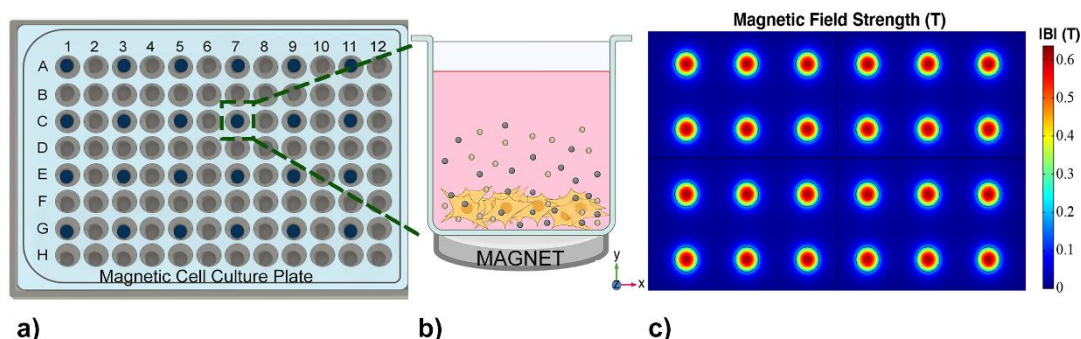 Magnetic Field Strength (T)
|B| (T)
1 2 3 4 5 6 7 8 9 10 11 12
A
B
C
D
E
F
G
H
Magnetic Cell Culture Plate
MAGNET
y
z
x
0.6
0.5
0.4
0.3
0.2
0.1
0
a)
b)
c)